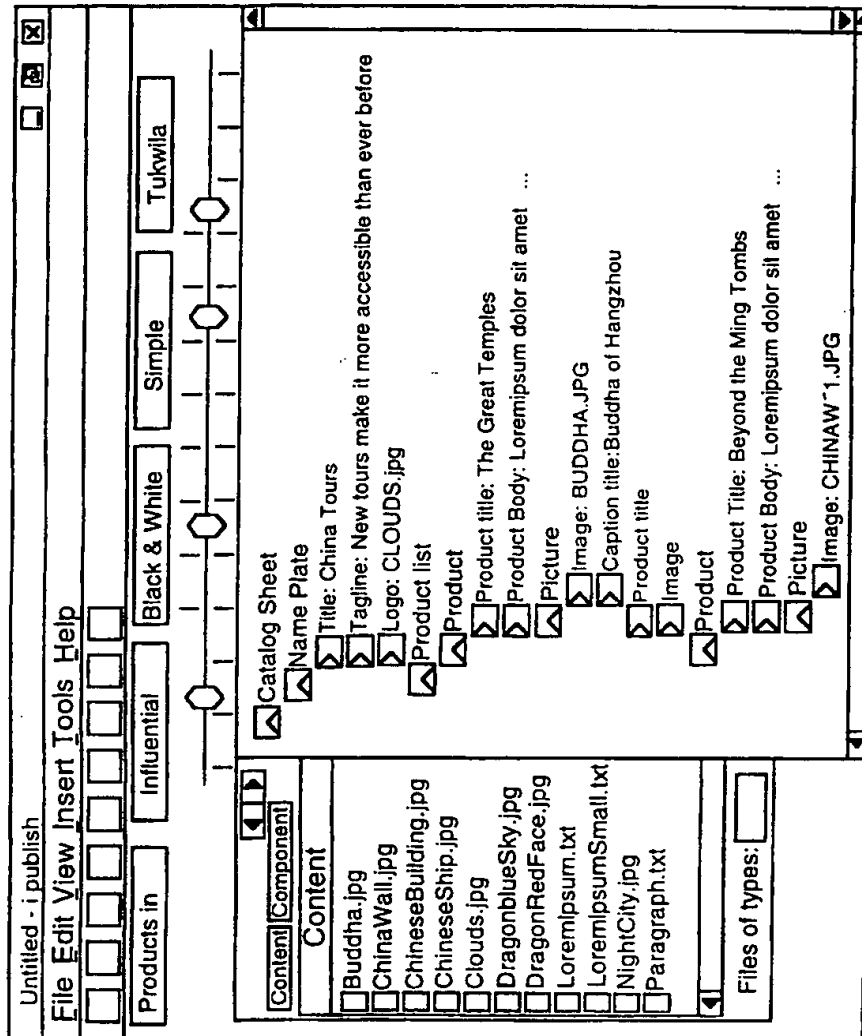 Untitled - i publish
File Edit View Insert Tools Help
Products in
Influential
Black & White
Simple
Tukwila
Content
Component
Content
Buddha.jpg
ChinaWall.jpg
ChineseBuilding.jpg
ChineseShip.jpg
Clouds.jpg
DragonblueSky.jpg
DragonRedFace.jpg
LoremIpsum.txt
LoremIpsumSmall.txt
NightCity.jpg
Paragraph.txt
Files of types:
Catalog Sheet
Name Plate
Title: China Tours
Tagline: New tours make it more accessible than ever before
Logo: CLOUDS.jpg
Product list
Product
Product title: The Great Temples
Product Body: Loremipsum dolor sit amet ...
Picture
Image: BUDDHA.JPG
Caption title:Buddha of Hangzhou
Product title
Image
Product
Product Title: Beyond the Ming Tombs
Product Body: Loremipsum dolor sit amet ...
Picture
Image: CHINAW~1.JPG